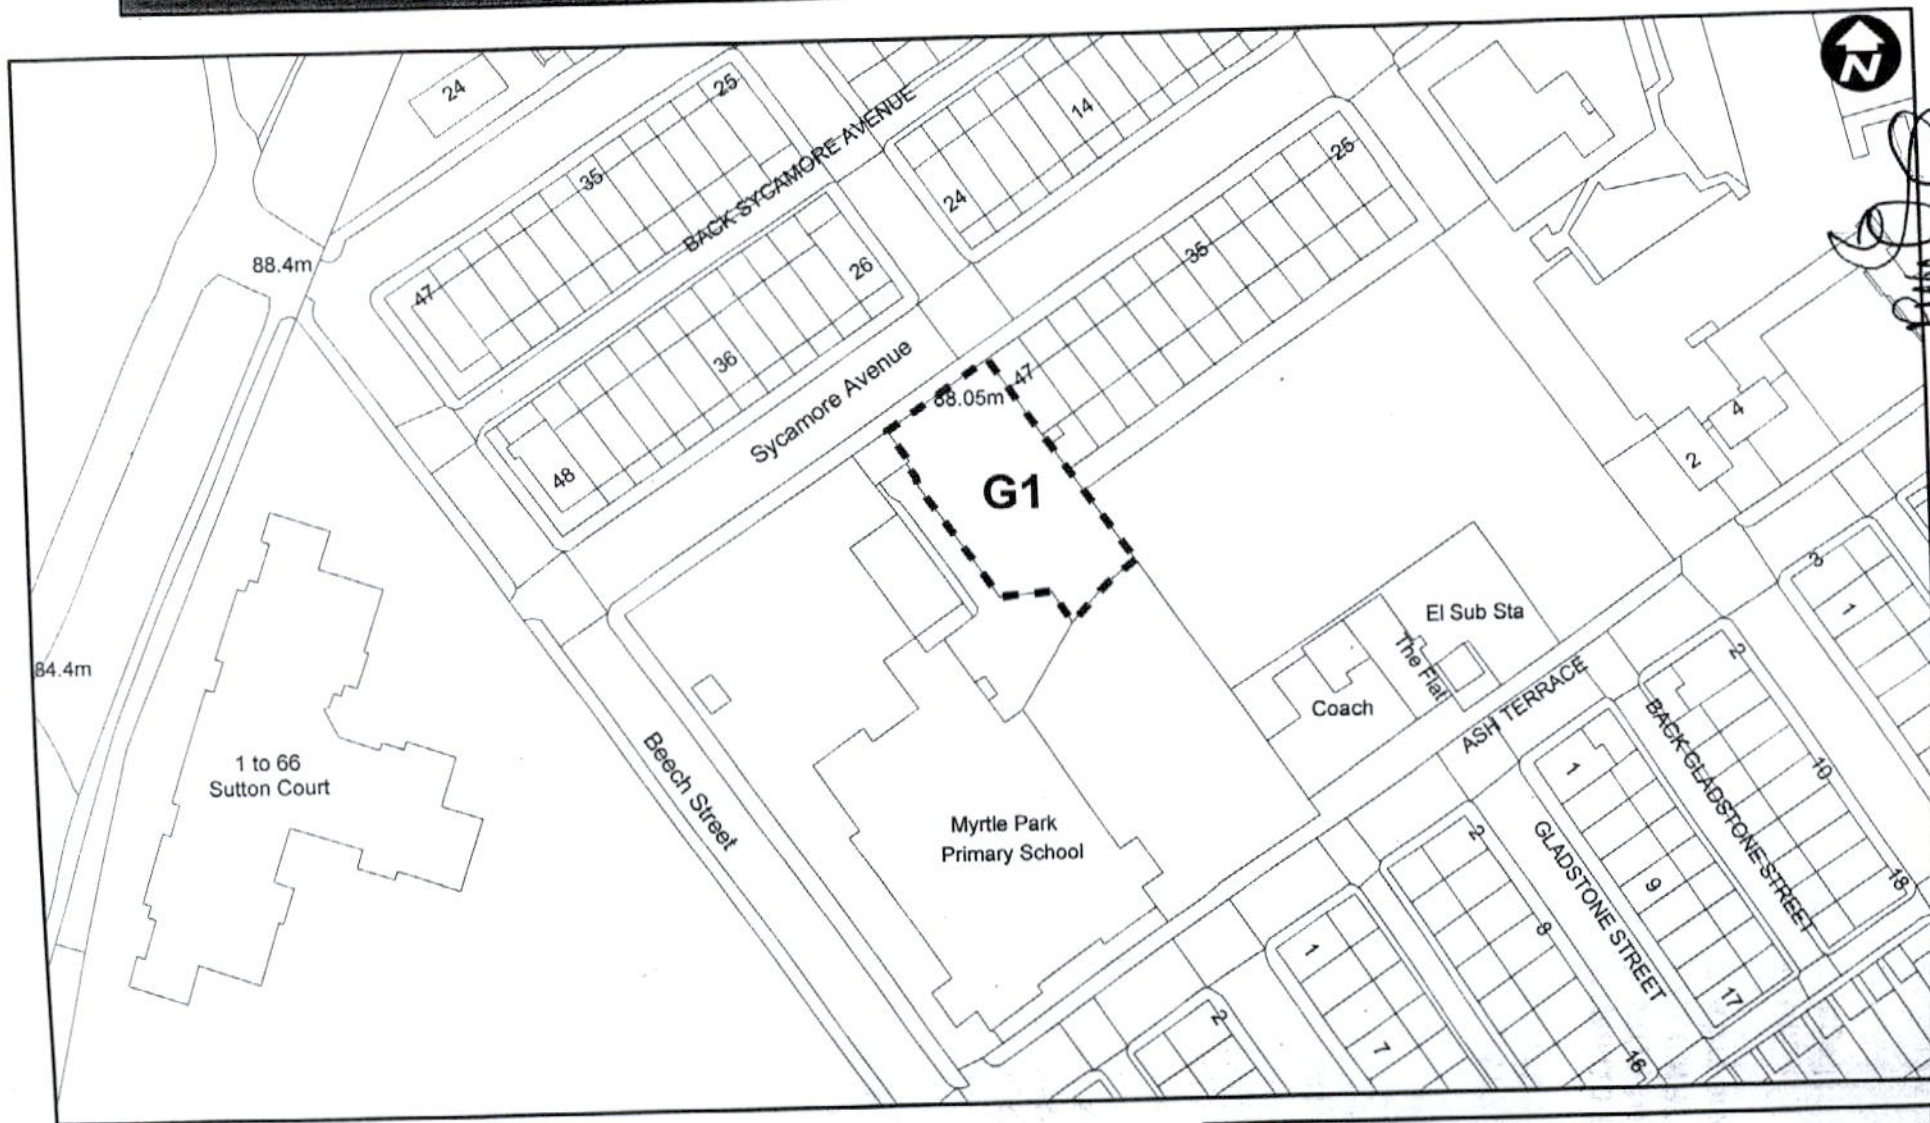 N
24
25
35
BACK SYCAMORE AVENUE
14
24
25
47
88.4m
26
35
36
Sycamore Avenue
47
88.05m
48
G1
4
2
3
1
El Sub Sta
The Flat
Coach
ASH TERRACE
84.4m
1 to 66
Sutton Court
Beech Street
Myrtle Park
Primary School
2
BACK GLADSTONE STREET
10
18
1
GLADSTONE STREET
9
17
2
8
16
1
7
2